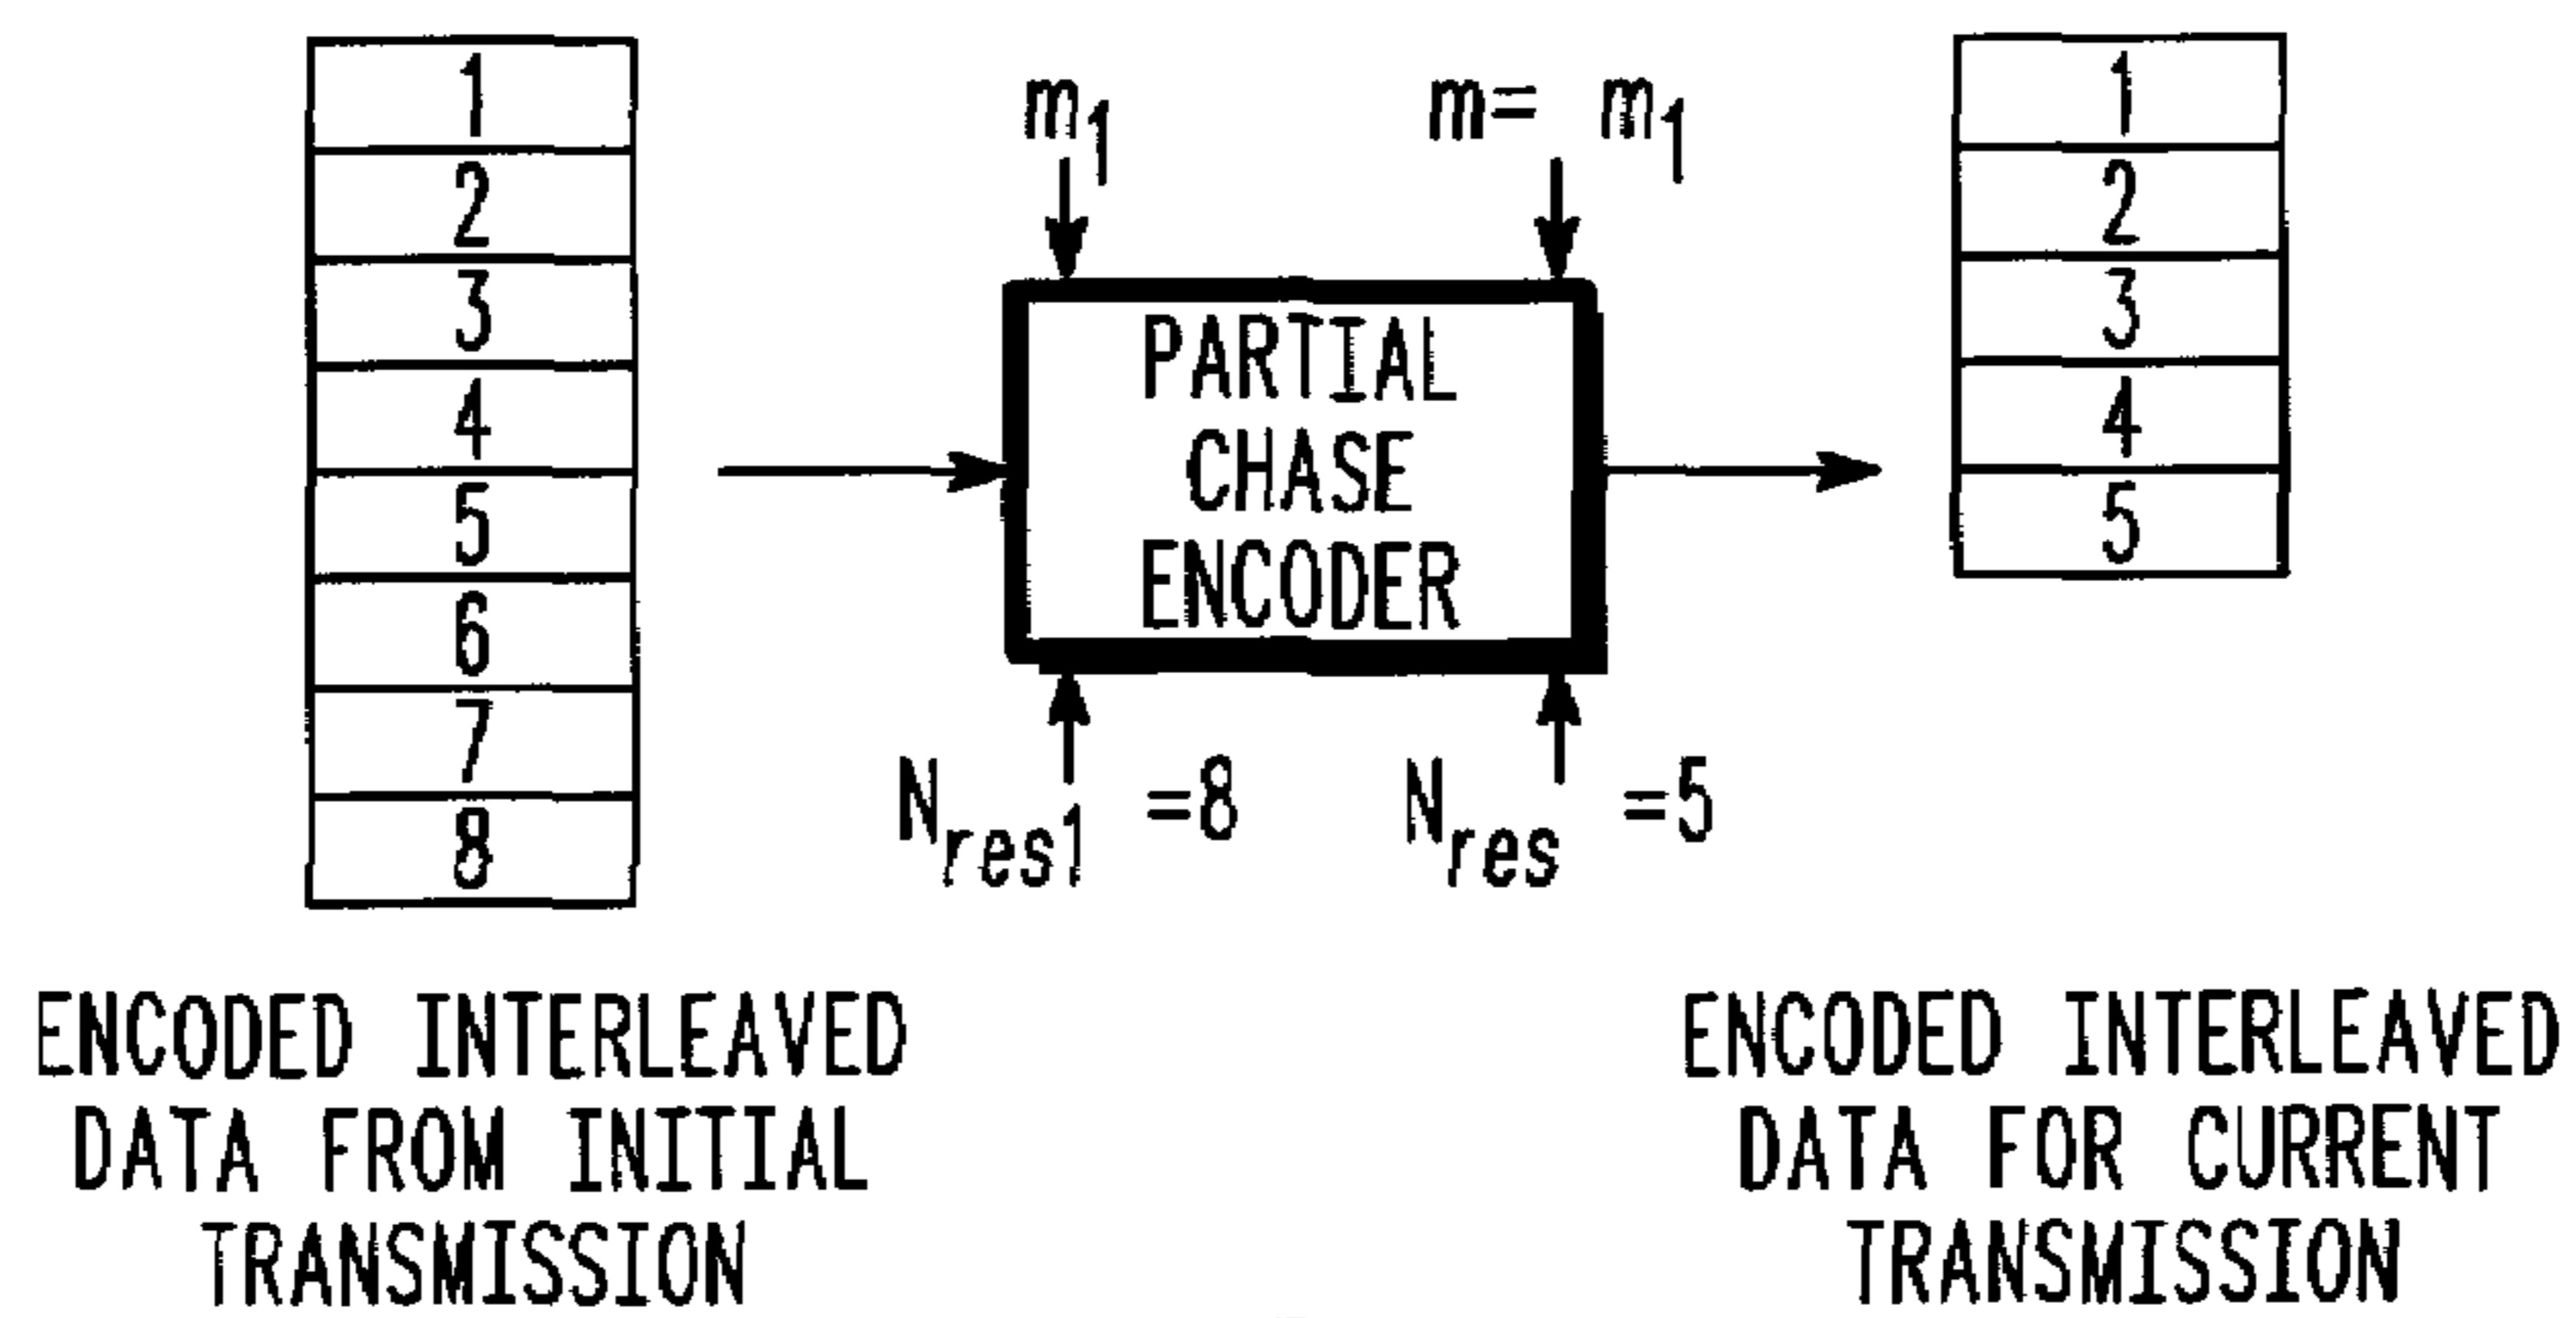 1
2
3
4
5
6
7
8
m1
m= m1
PARTIAL
CHASE
ENCODER
Nres1 =8
Nres =5
1
2
3
4
5
ENCODED INTERLEAVED
DATA FROM INITIAL
TRANSMISSION
ENCODED INTERLEAVED
DATA FOR CURRENT
TRANSMISSION